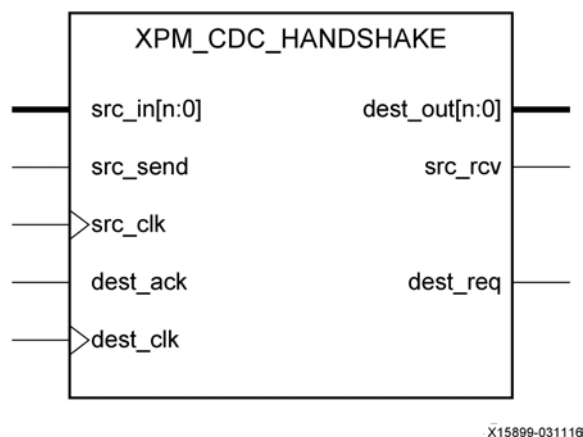 XPM_CDC_HANDSHAKE
src_in[n:0] dest_out[n:0]
src_send src_rcv
src_clk
dest_ack dest_req
dest_clk
X15899-031116